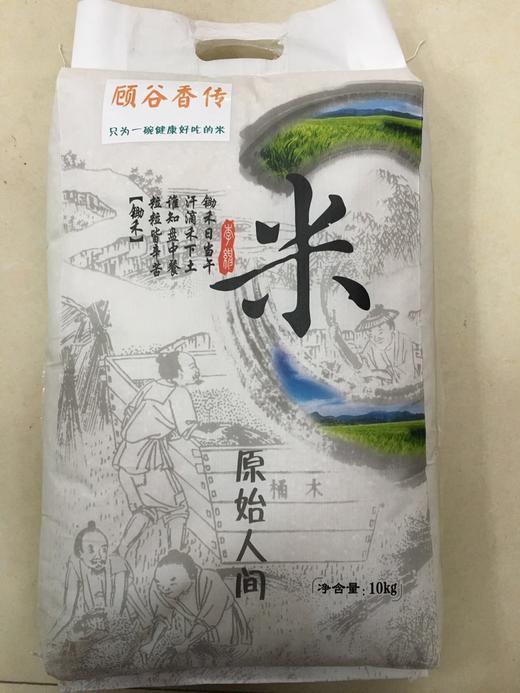 顾谷香传
只为一碗健康好吃的米
锄禾日当午
汗滴禾下土
谁知盘中餐
粒粒皆辛苦
【锄禾】
米
原始人间
桶木
净含量：10kg